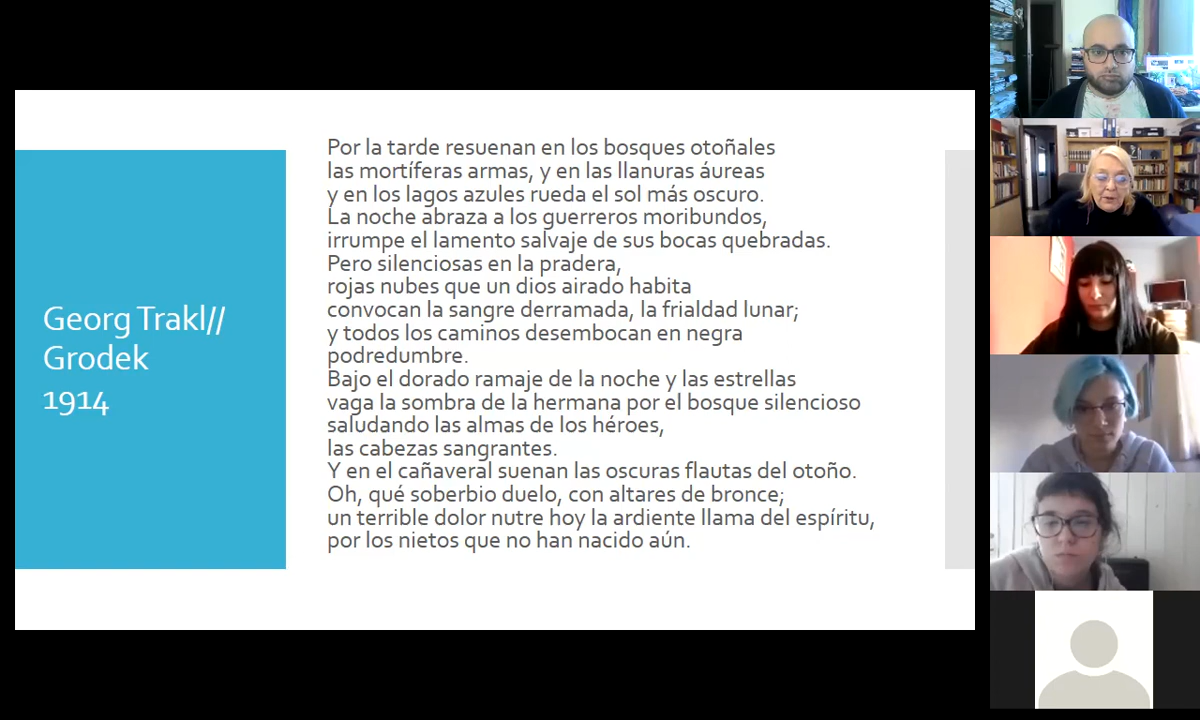 Georg Trakl//
Grodek
1914
Por la tarde resuenan en los bosques otoñales
las mortíferas armas, y en las llanuras áureas
y en los lagos azules rueda el sol más oscuro.
La noche abraza a los guerreros moribundos,
irrumpe el lamento salvaje de sus bocas quebradas.
Pero silenciosas en la pradera,
rojas nubes que un dios airado habita
convocan la sangre derramada, la frialdad lunar;
y todos los caminos desembocan en negra
podredumbre.
Bajo el dorado ramaje de la noche y las estrellas
vaga la sombra de la hermana por el bosque silencioso
saludando las almas de los héroes,
las cabezas sangrantes.
Y en el cañaveral suenan las oscuras flautas del otoño.
Oh, qué soberbio duelo, con altares de bronce;
un terrible dolor nutre hoy la ardiente llama del espíritu,
por los nietos que no han nacido aún.